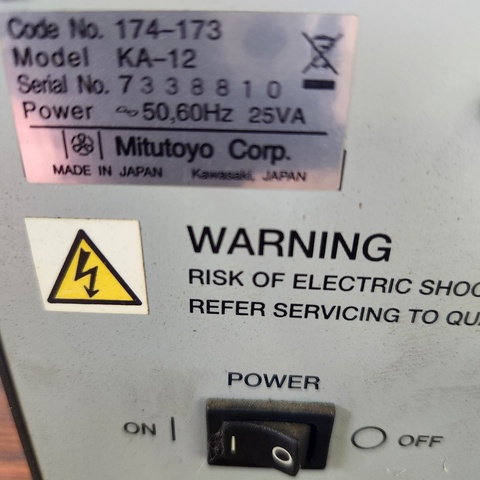 Code No. 174-173
Model KA-12
Serial No. 7338810
Power ~50,60Hz 25VA
Mitutoyo Corp.
MADE IN JAPAN Kawasaki, JAPAN
WARNING
RISK OF ELECTRIC SHOC
REFER SERVICING TO QU
POWER
ON | O OFF